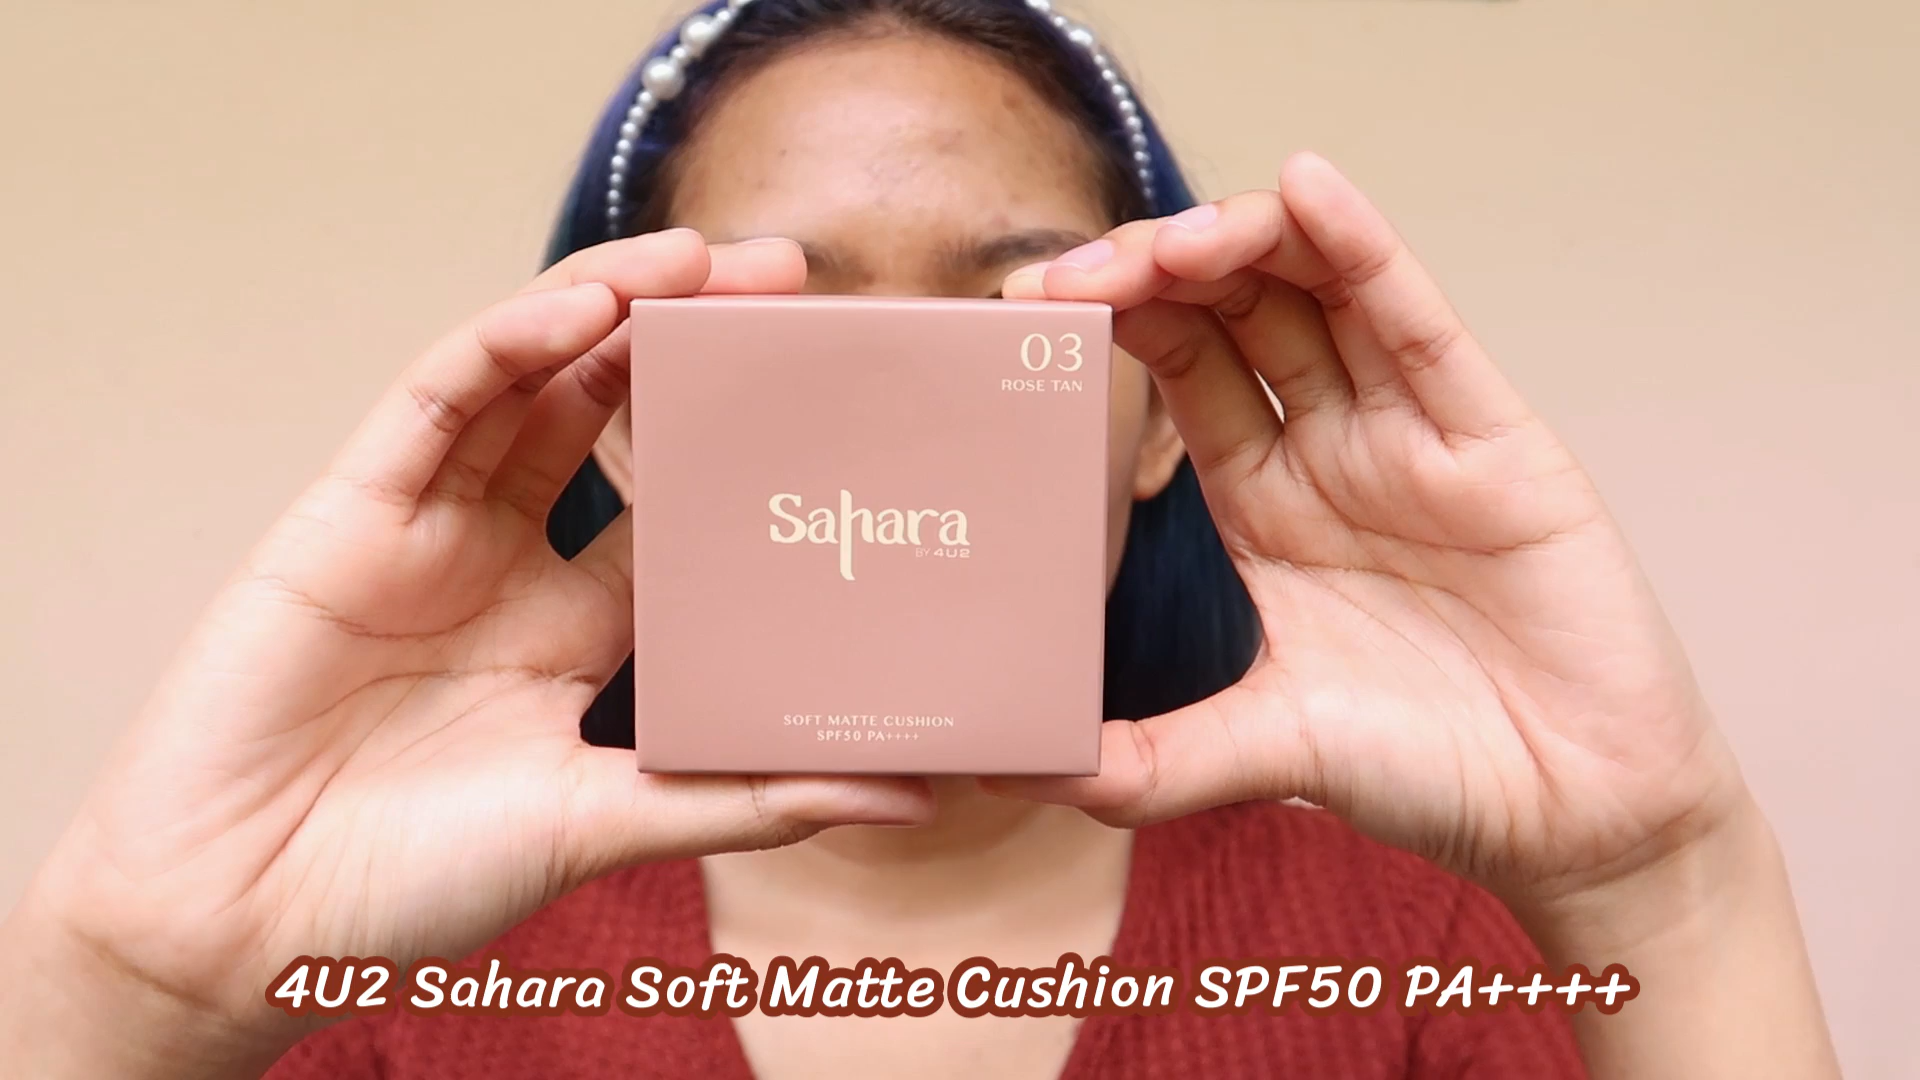 03
ROSE TAN
Sahara
BY 4U2
SOFT MATTE CUSHION
SPF50 PA++++
4U2 Sahara Soft Matte Cushion SPF50 PA++++